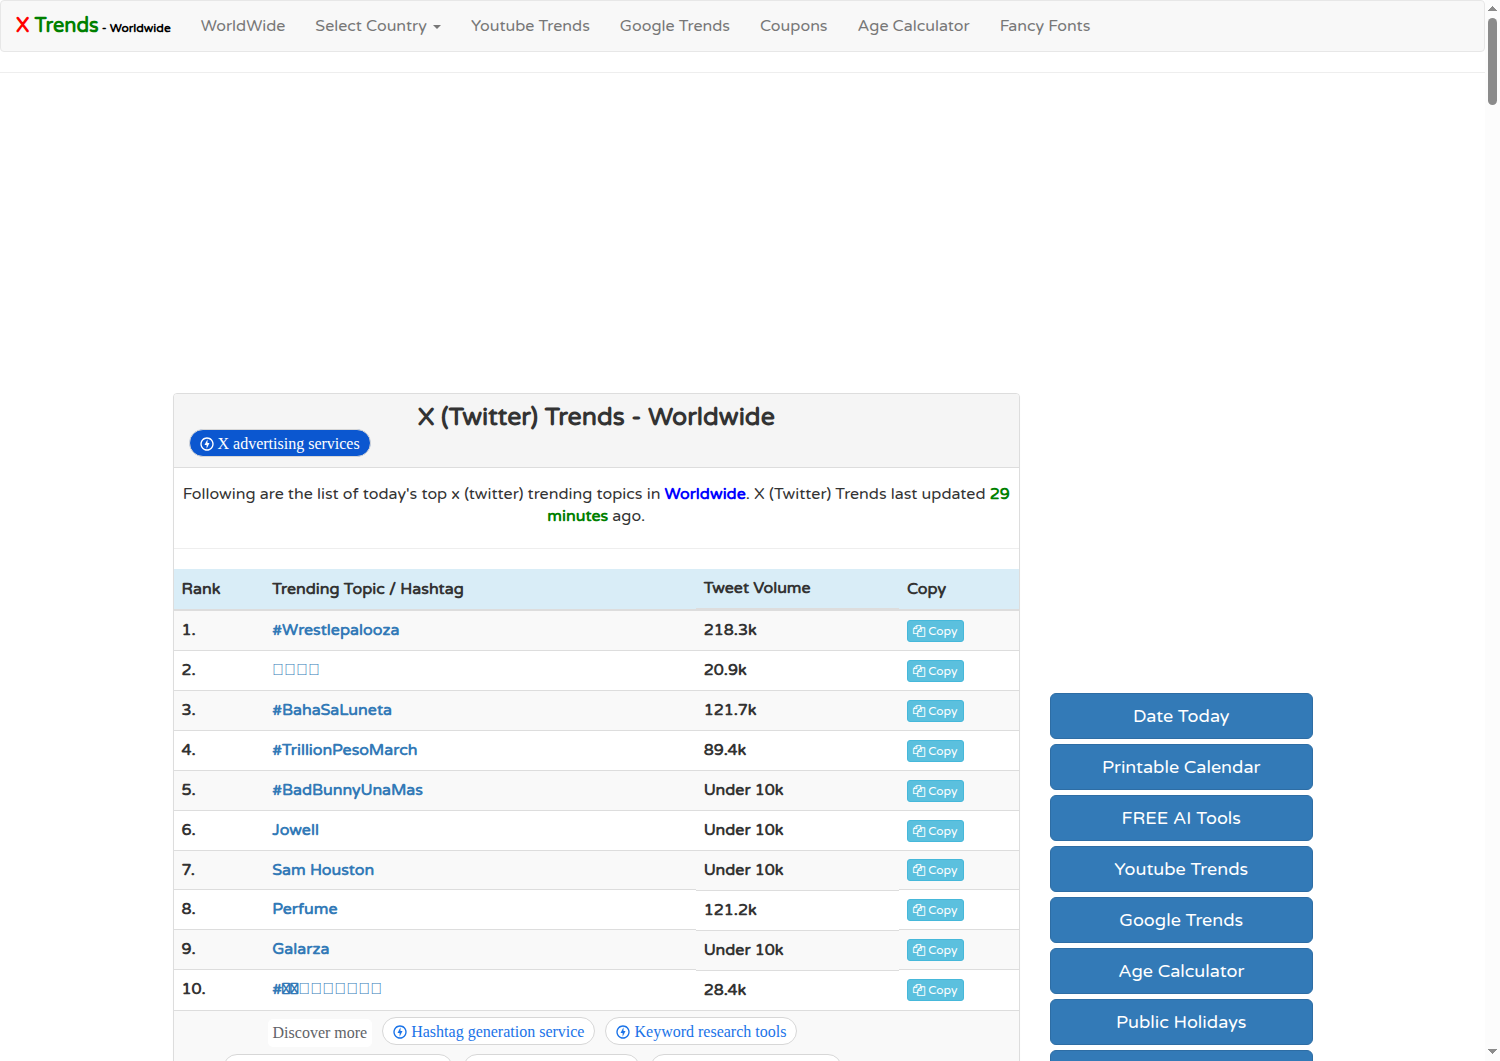 X Trends - Worldwide WorldWide Select Country Youtube Trends Google Trends Coupons Age Calculator Fancy Fonts
X (Twitter) Trends - Worldwide
X advertising services
Following are the list of today's top x (twitter) trending topics in Worldwide. X (Twitter) Trends last updated 29
minutes ago.
Rank Trending Topic / Hashtag Tweet Volume Copy
1. #Wrestlepalooza 218.3k Copy
2. 20.9k Copy
3. #BahaSaLuneta 121.7k Copy
4. #TrillionPesoMarch 89.4k Copy
5. #BadBunnyUnaMas Under 10k Copy
6. Jowell Under 10k Copy
7. Sam Houston Under 10k Copy
8. Perfume 121.2k Copy
9. Galarza Under 10k Copy
10. # 28.4k Copy
Discover more Hashtag generation service Keyword research tools
Date Today
Printable Calendar
FREE AI Tools
Youtube Trends
Google Trends
Age Calculator
Public Holidays